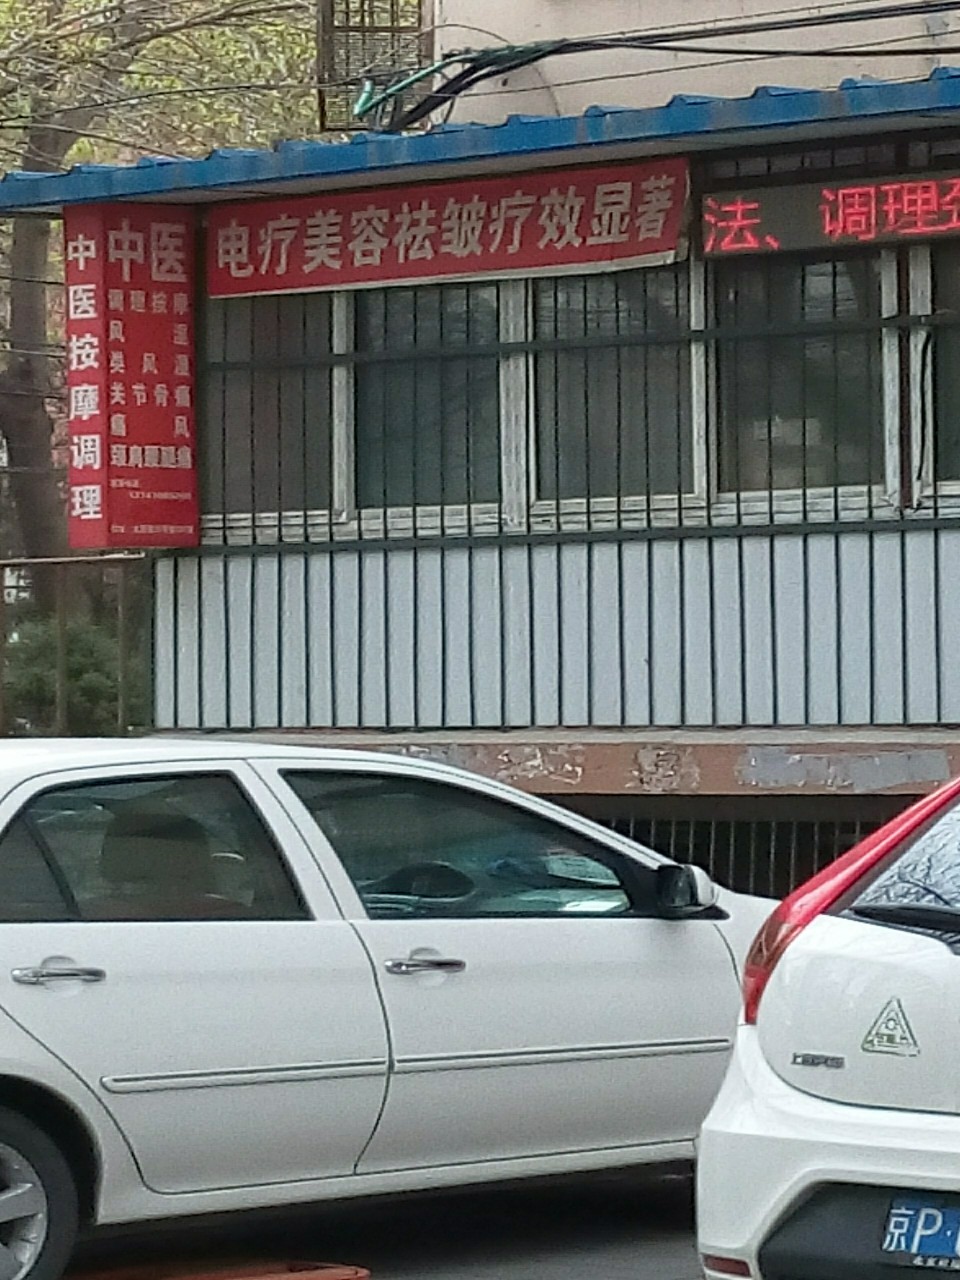 中医按摩调理
中医
调理按摩
风湿
类风湿
关节骨痛
痛风
颈肩腰腿痛
电疗美容祛皱疗效显著
法、调理
京P